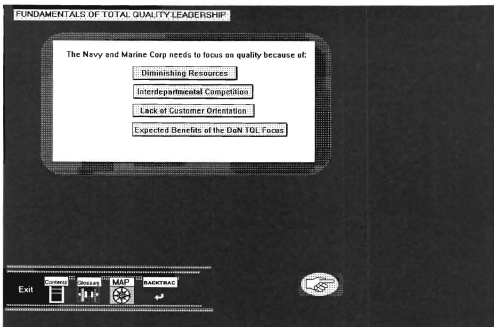 FUNDAMENTALS OF TOTAL QUALITY LEADERSHIP
The Navy and Marine Corp needs to focus on quality because of:
Diminishing Resources
Interdepartmental Competition
Lack of Customer Orientation
Expected Benefits of the DoN TQL Focus
Exit
Contents
Glossary
MAP
BACKTRAC